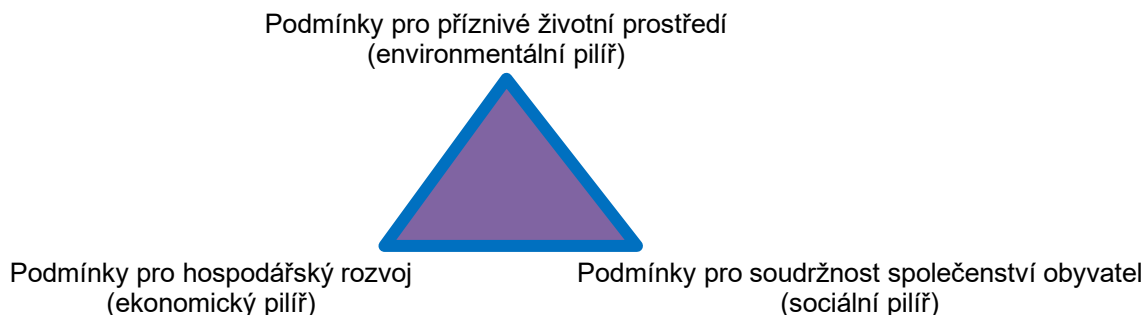 Podmínky pro příznivé životní prostředí
(environmentální pilíř)
Podmínky pro hospodářský rozvoj
(ekonomický pilíř)
Podmínky pro soudržnost společenství obyvatel
(sociální pilíř)